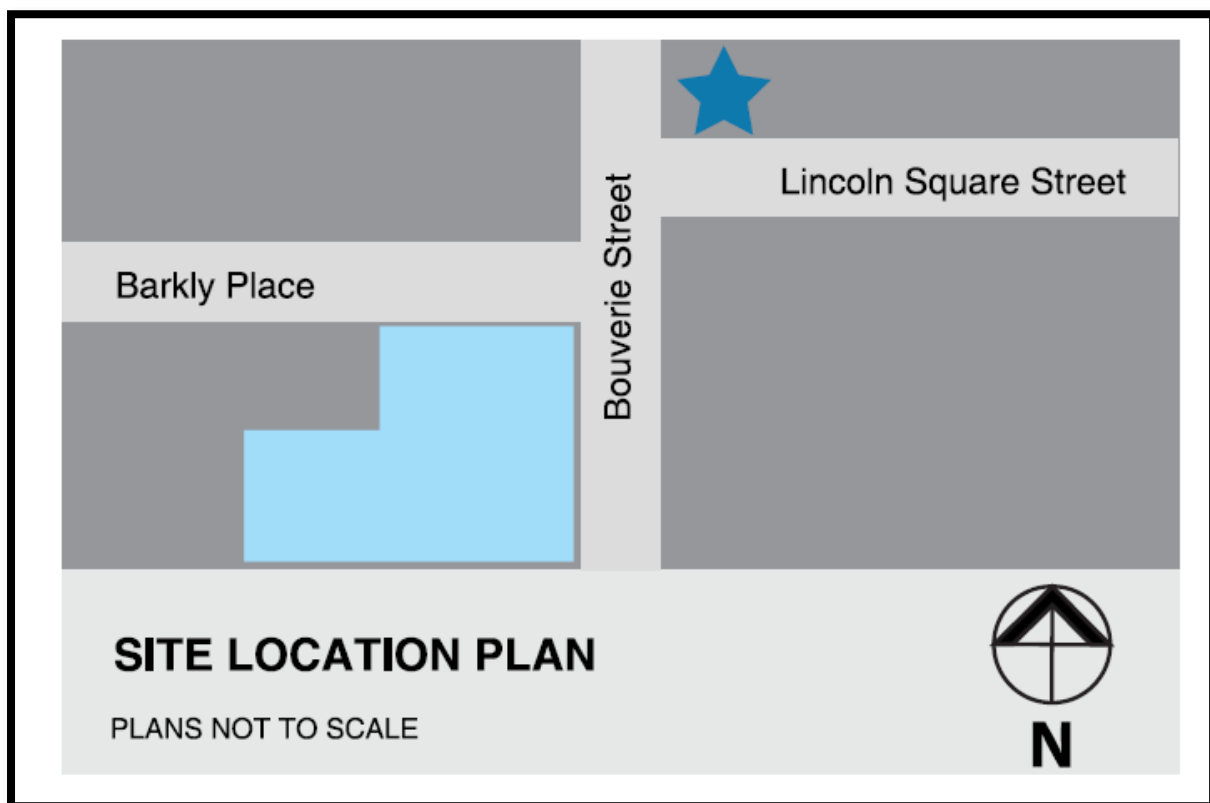 Lincoln Square Street
Bouverie Street
Barkly Place
SITE LOCATION PLAN
PLANS NOT TO SCALE
N